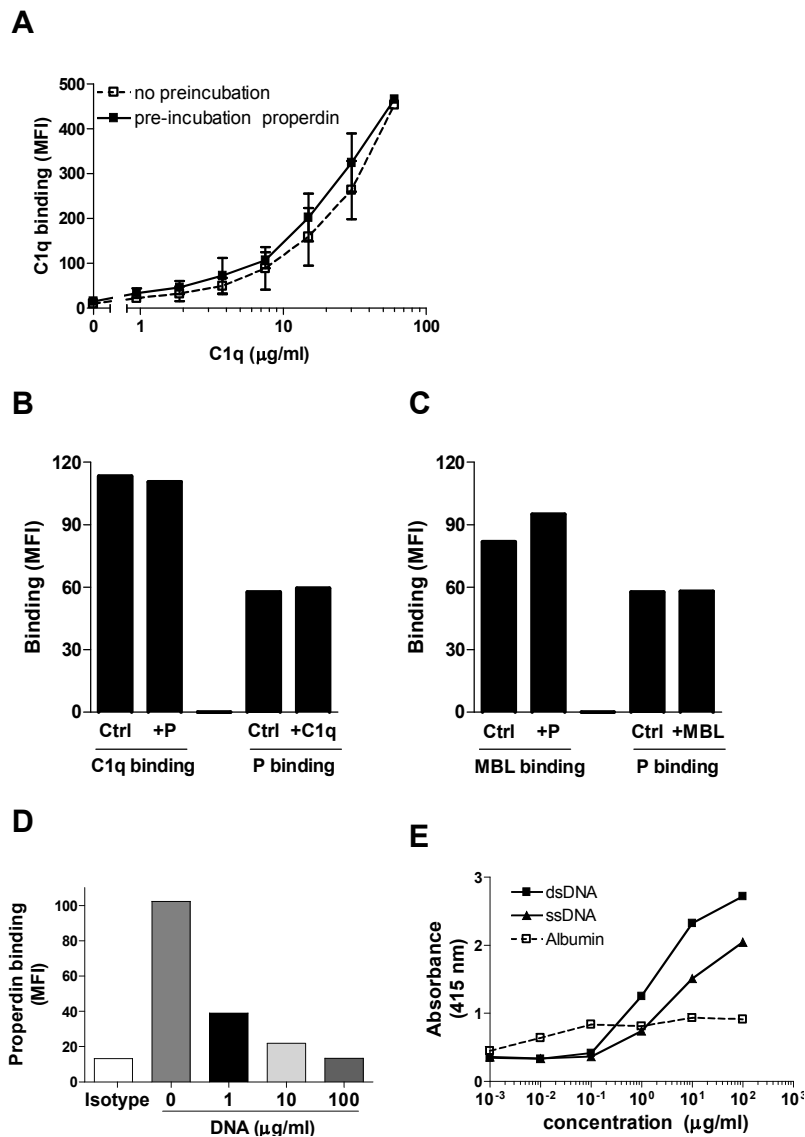 A
no preincubation
pre-incubation properdin
C1q binding (MFI)
500
400
300
200
100
0
0 1 10 100
C1q (μg/ml)
B
Binding (MFI)
120
90
60
30
0
Ctrl +P Ctrl +C1q
C1q binding P binding
C
Binding (MFI)
120
90
60
30
0
Ctrl +P Ctrl +MBL
MBL binding P binding
D
Properdin binding
(MFI)
100
80
60
40
20
0
Isotype 0 1 10 100
DNA (μg/ml)
E
dsDNA
ssDNA
Albumin
Absorbance
(415 nm)
3
2
1
0
10⁻³ 10⁻² 10⁻¹ 10⁰ 10¹ 10² 10³
concentration (μg/ml)